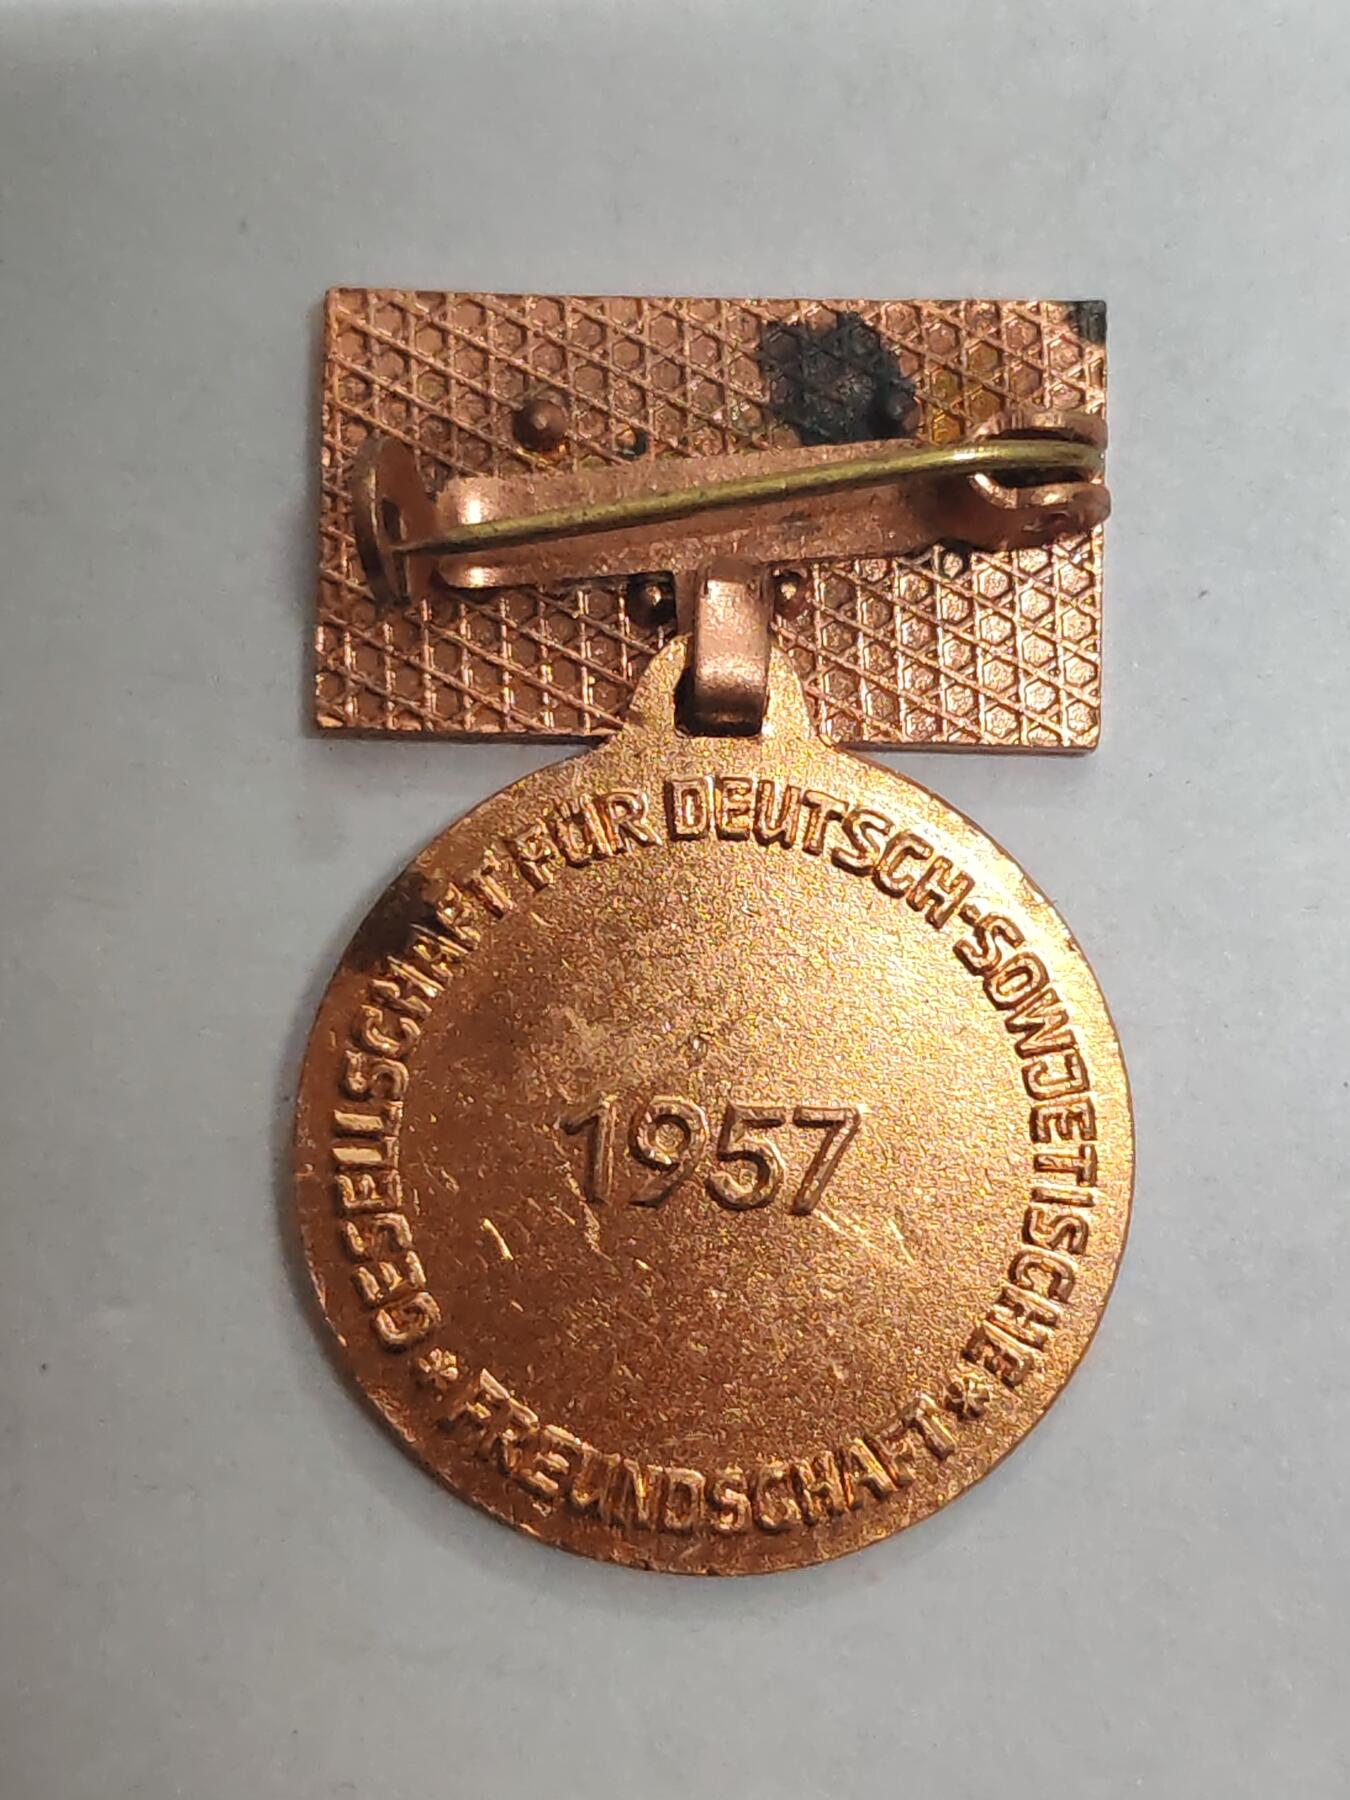 GESELLSCHAFT FÜR DEUTSCH-SOWJETISCHE
* FREUNDSCHAFT *
1957